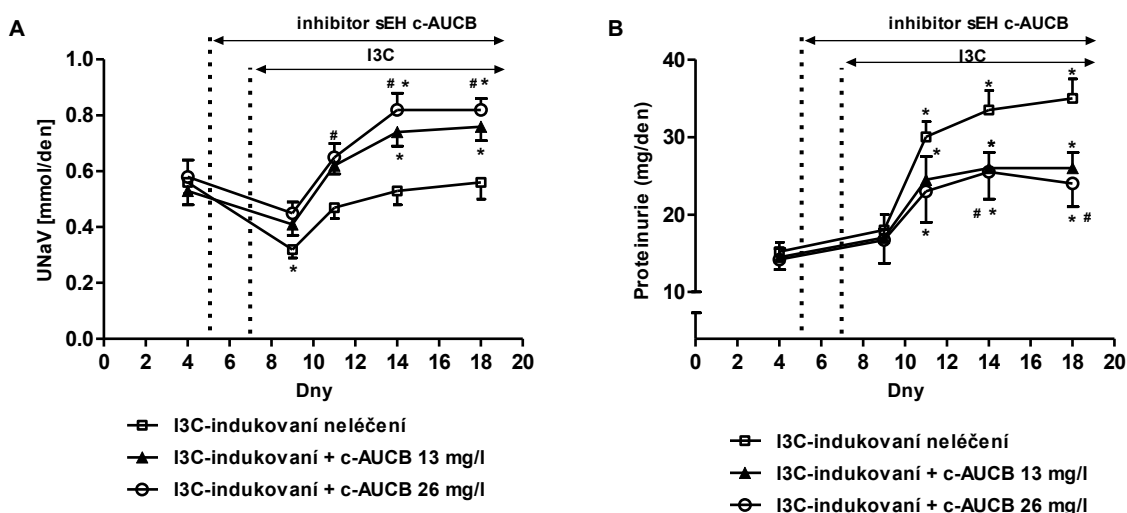 A
inhibitor sEH c-AUCB
I3C
UNaV [mmol/den]
1.0
0.8
0.6
0.4
0.2
0.0
# *
# *
#
*
*
*
0 2 4 6 8 10 12 14 16 18 20
Dny
I3C-indukovaní neléčení
I3C-indukovaní + c-AUCB 13 mg/l
I3C-indukovaní + c-AUCB 26 mg/l
B
inhibitor sEH c-AUCB
I3C
Proteinurie (mg/den)
40
30
20
10
0
*
*
*
*
*
*
# *
* #
*
0 2 4 6 8 10 12 14 16 18 20
Dny
I3C-indukovaní neléčení
I3C-indukovaní + c-AUCB 13 mg/l
I3C-indukovaní + c-AUCB 26 mg/l